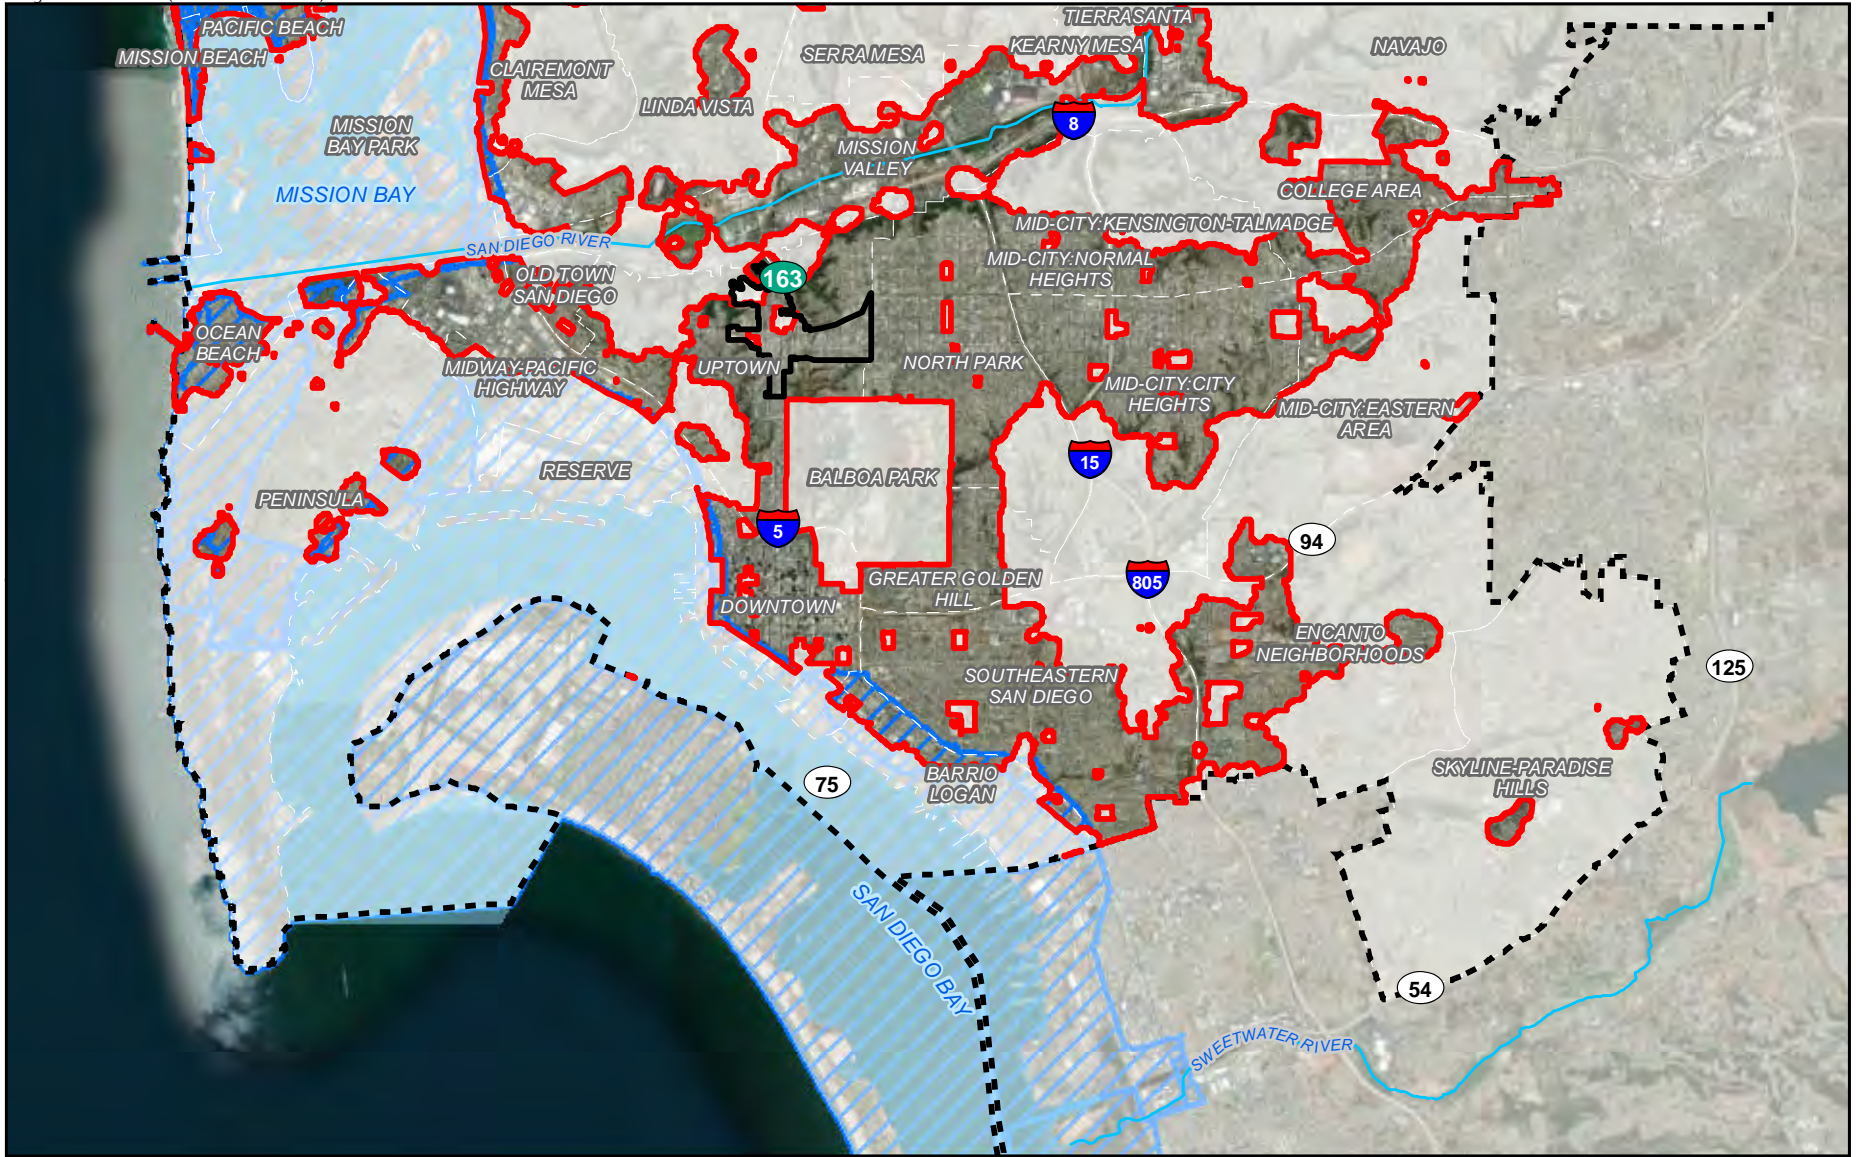 PACIFIC BEACH
MISSION BEACH
TIERRASANTA
KEARNY MESA
NAVAJO
SERRA MESA
CLAIREMONT
MESA
LINDA VISTA
8
MISSION
BAY PARK
MISSION
VALLEY
MISSION BAY
COLLEGE AREA
MID-CITY:KENSINGTON-TALMADGE
SAN DIEGO RIVER
MID-CITY:NORMAL
HEIGHTS
OLD TOWN
SAN DIEGO
163
OCEAN
BEACH
MIDWAY-PACIFIC
HIGHWAY
UPTOWN
NORTH PARK
MID-CITY:CITY
HEIGHTS
MID-CITY:EASTERN
AREA
15
RESERVE
BALBOA PARK
PENINSULA
5
94
GREATER GOLDEN
HILL
805
DOWNTOWN
ENCANTO
NEIGHBORHOODS
125
SOUTHEASTERN
SAN DIEGO
75
BARRIO
LOGAN
SKYLINE-PARADISE
HILLS
SAN DIEGO BAY
54
SWEETWATER RIVER